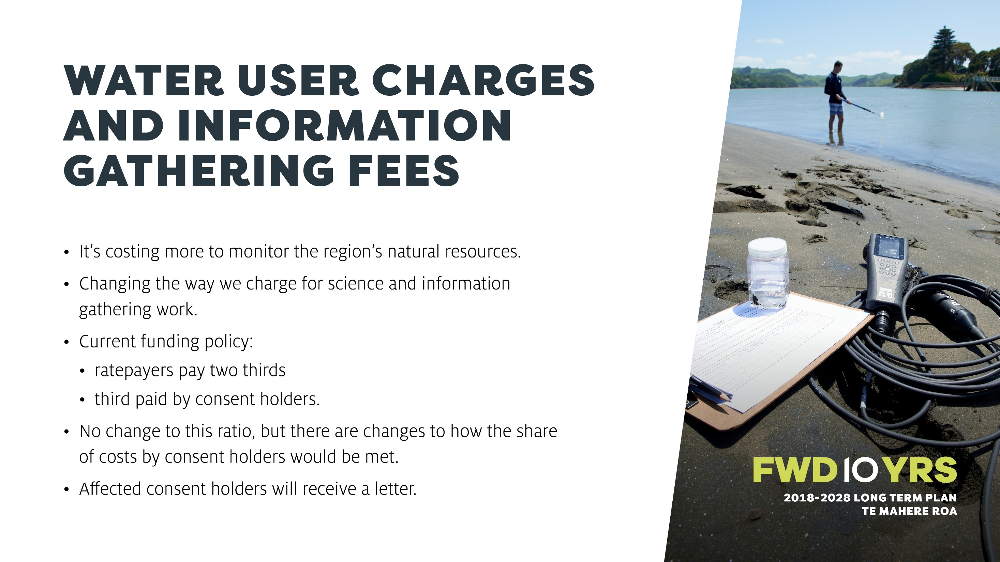 WATER USER CHARGES
AND INFORMATION
GATHERING FEES
• It’s costing more to monitor the region’s natural resources.
• Changing the way we charge for science and information
gathering work.
• Current funding policy:
• ratepayers pay two thirds
• third paid by consent holders.
• No change to this ratio, but there are changes to how the share
of costs by consent holders would be met.
• Affected consent holders will receive a letter.
YSI
FWD 10 YRS
2018-2028 LONG TERM PLAN
TE MAHERE ROA